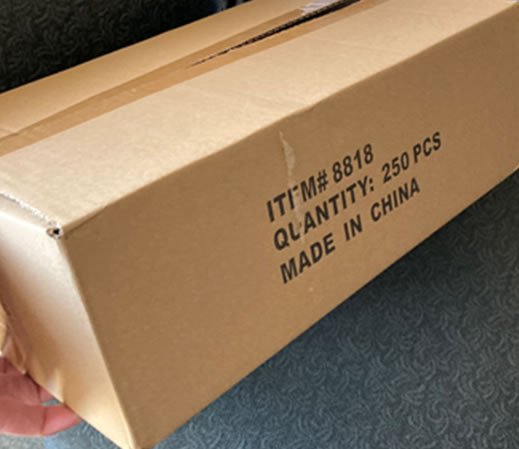 ITEM# 8818
QUANTITY: 250 PCS
MADE IN CHINA